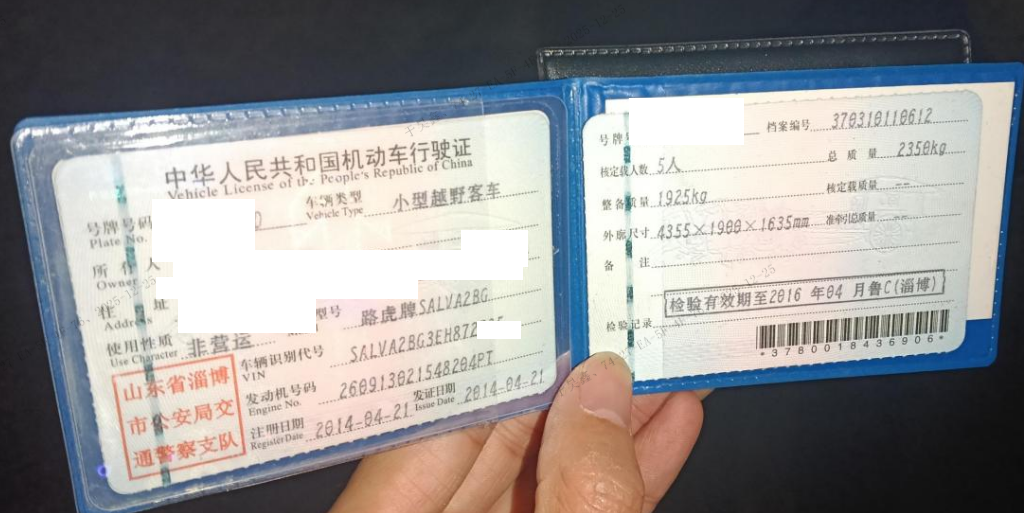 中华人民共和国机动车行驶证
Vehicle License of the People's Republic of China
号牌号码
Plate No.
车辆类型 小型越野客车
Vehicle Type
所有人
Owner
住址
Address
使用性质 非营运
Use Character
型号 路虎牌SALVA2BG
车辆识别代号 SALVA2BG3EH872
VIN
发动机号码 260913021548204PT
Engine No.
注册日期 2014-04-21
Register Date
发证日期 2014-04-21
Issue Date
山东省淄博
市公安局交
通警察支队
号牌
档案编号 370310110612
核定载人数 5人
总质量 2350kg
整备质量 1925kg
核定载质量 --
外廓尺寸 4355×1900×1635mm
准牵引总质量 --
备注
检验有效期至2016 年04 月鲁C(淄博)
检验记录
*3780018436906*